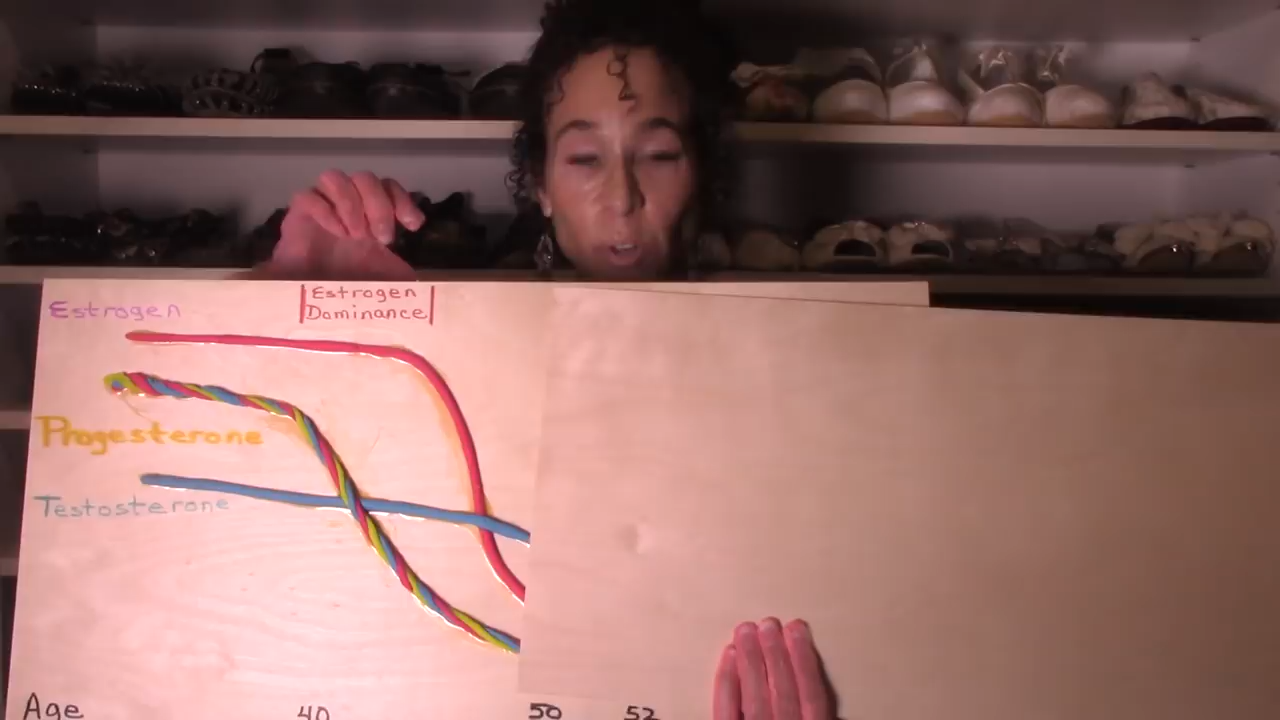 Estrogen
Estrogen
Dominance
Progesterone
Testosterone
Age 40 50 52